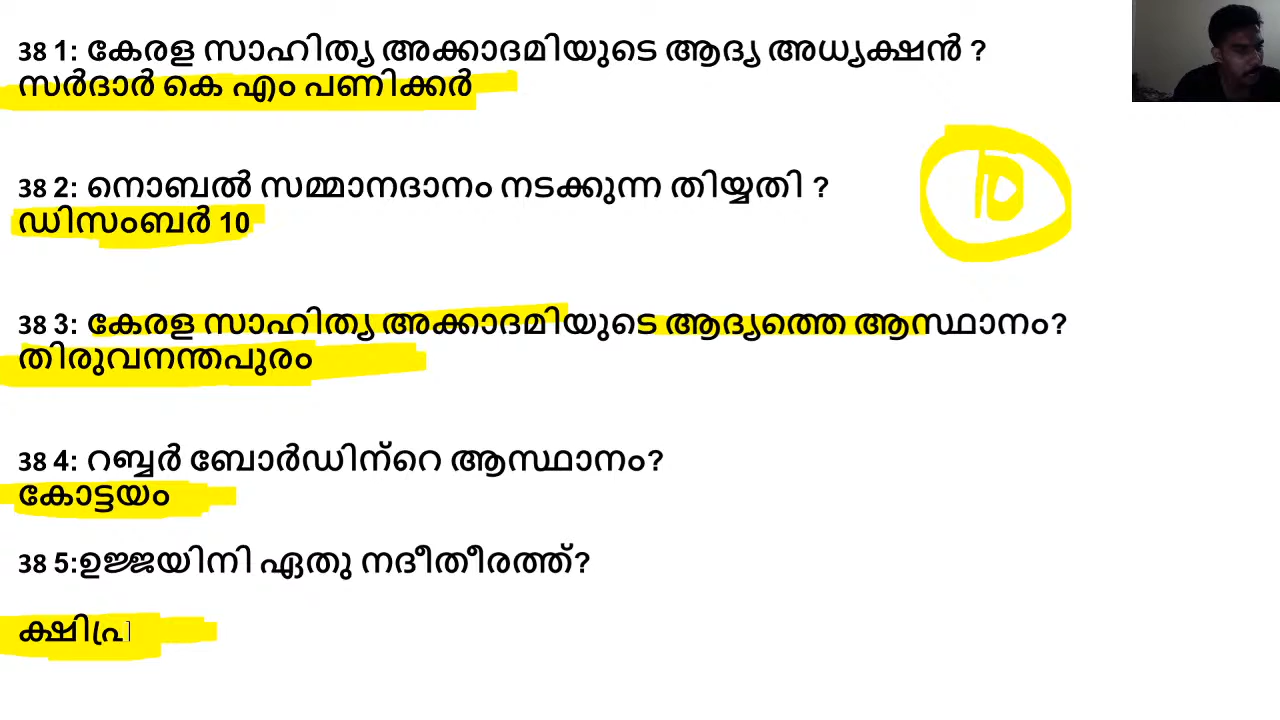 38 1: കേരള സാഹിത്യ അക്കാദമിയുടെ ആദ്യ അധ്യക്ഷൻ ?
സർദാർ കെ എം പണിക്കർ
38 2: നൊബൽ സമ്മാനദാനം നടക്കുന്ന തിയ്യതി ?
ഡിസംബർ 10
10
38 3: കേരള സാഹിത്യ അക്കാദമിയുടെ ആദ്യത്തെ ആസ്ഥാനം?
തിരുവനന്തപുരം
38 4: റബ്ബർ ബോർഡിന്റെ ആസ്ഥാനം?
കോട്ടയം
38 5:ഉജ്ജയിനി ഏതു നദീതീരത്ത്?
ക്ഷിപ്ര